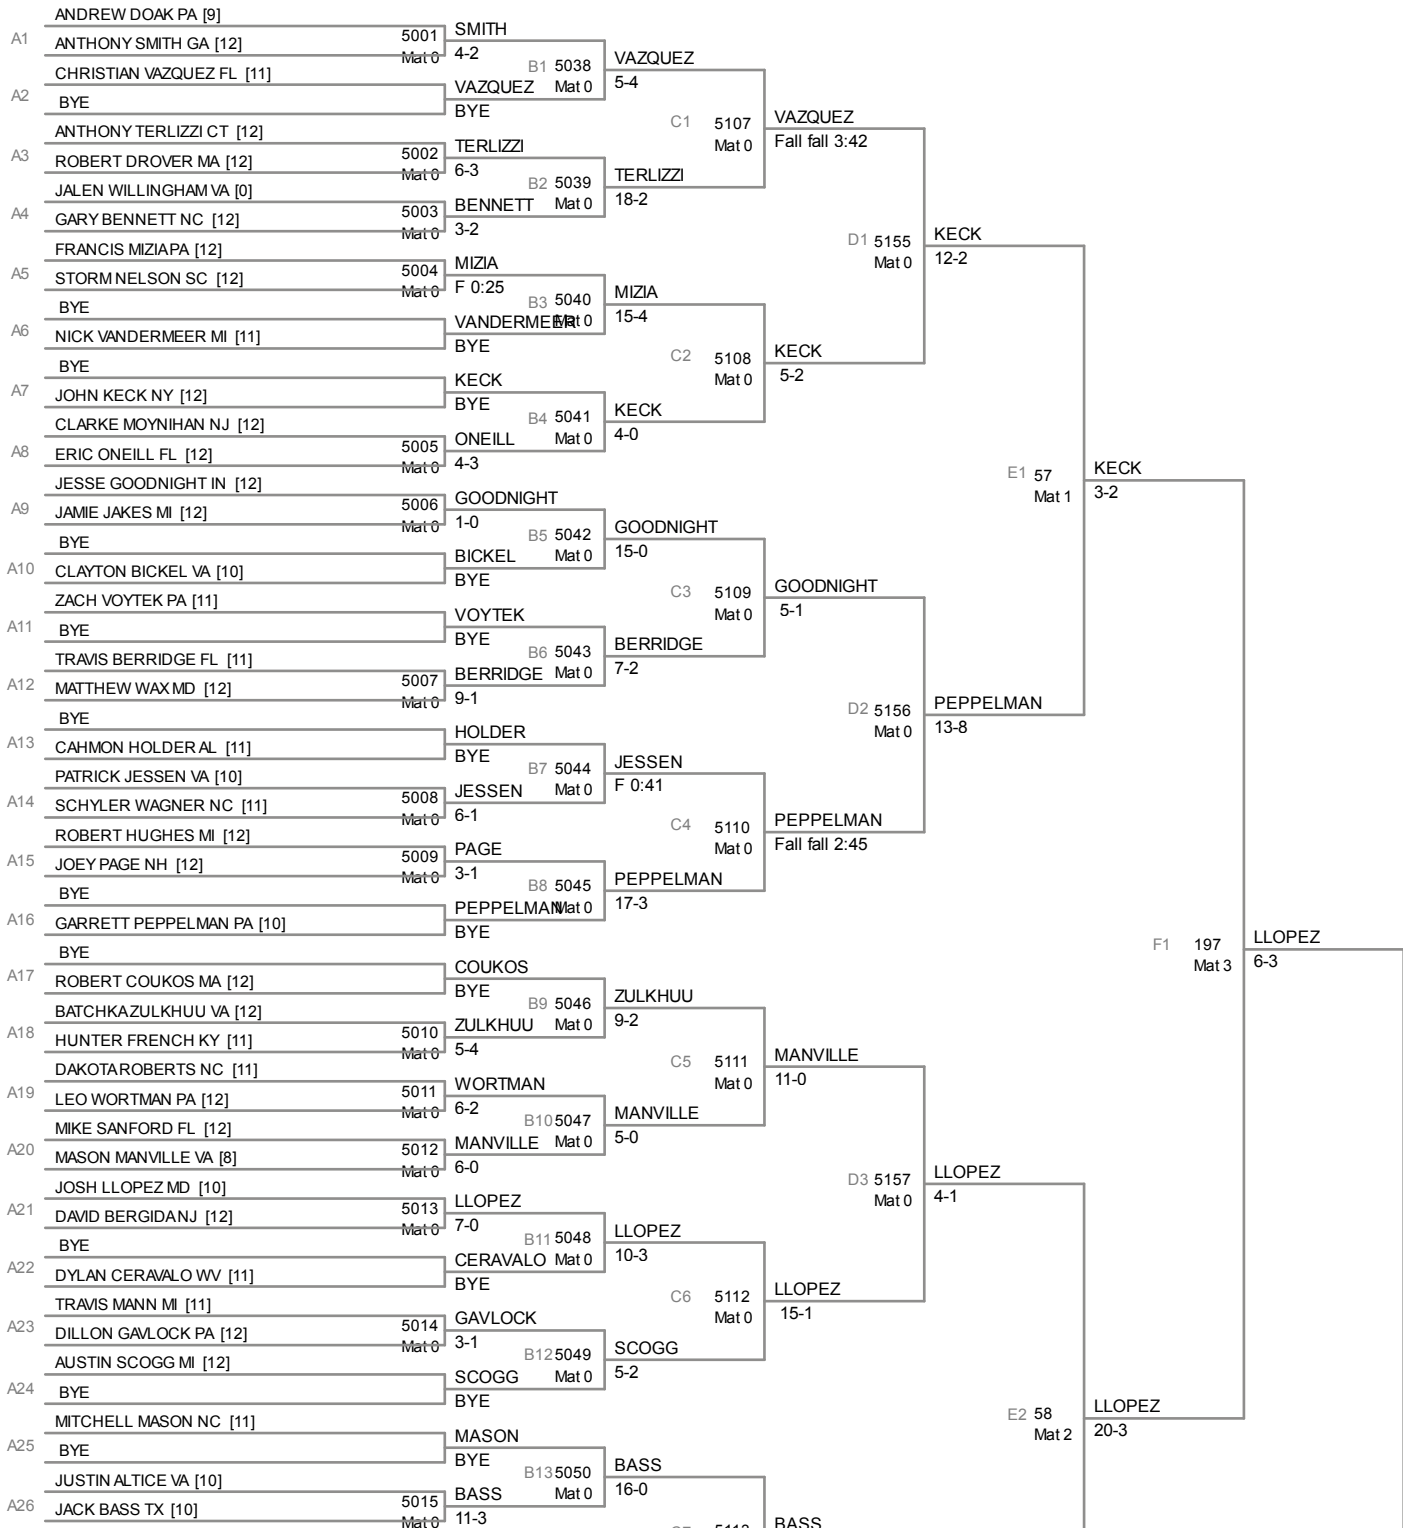 ANDREW DOAK PA [9]
A1
ANTHONY SMITH GA [12]
5001
Mat 0
SMITH
4-2
CHRISTIAN VAZQUEZ FL [11]
A2
BYE
VAZQUEZ
BYE
B1 5038
Mat 0
VAZQUEZ
5-4
ANTHONY TERLIZZI CT [12]
A3
ROBERT DROVER MA [12]
5002
Mat 0
TERLIZZI
6-3
JALEN WILLINGHAM VA [0]
A4
GARY BENNETT NC [12]
5003
Mat 0
BENNETT
3-2
B2 5039
Mat 0
TERLIZZI
18-2
C1 5107
Mat 0
VAZQUEZ
Fall fall 3:42
FRANCIS MIZIA PA [12]
A5
STORM NELSON SC [12]
5004
Mat 0
MIZIA
F 0:25
BYE
A6
NICK VANDERMEER MI [11]
VANDERMEER
BYE
B3 5040
Mat 0
MIZIA
15-4
BYE
A7
JOHN KECK NY [12]
KECK
BYE
CLARKE MOYNIHAN NJ [12]
A8
ERIC ONEILL FL [12]
5005
Mat 0
ONEILL
4-3
B4 5041
Mat 0
KECK
4-0
C2 5108
Mat 0
KECK
5-2
D1 5155
Mat 0
KECK
12-2
JESSE GOODNIGHT IN [12]
A9
JAMIE JAKES MI [12]
5006
Mat 0
GOODNIGHT
1-0
BYE
A10
CLAYTON BICKEL VA [10]
BICKEL
BYE
B5 5042
Mat 0
GOODNIGHT
15-0
ZACH VOYTEK PA [11]
A11
BYE
VOYTEK
BYE
TRAVIS BERRIDGE FL [11]
A12
MATTHEW WAX MD [12]
5007
Mat 0
BERRIDGE
9-1
B6 5043
Mat 0
BERRIDGE
7-2
C3 5109
Mat 0
GOODNIGHT
5-1
BYE
A13
CAHMON HOLDER AL [11]
HOLDER
BYE
PATRICK JESSEN VA [10]
A14
SCHYLER WAGNER NC [11]
5008
Mat 0
JESSEN
6-1
B7 5044
Mat 0
JESSEN
F 0:41
ROBERT HUGHES MI [12]
A15
JOEY PAGE NH [12]
5009
Mat 0
PAGE
3-1
BYE
A16
GARRETT PEPPELMAN PA [10]
PEPPELMAN
BYE
B8 5045
Mat 0
PEPPELMAN
17-3
C4 5110
Mat 0
PEPPELMAN
Fall fall 2:45
D2 5156
Mat 0
PEPPELMAN
13-8
E1 57
Mat 1
KECK
3-2
BYE
A17
ROBERT COUKOS MA [12]
COUKOS
BYE
BATCHKA ZULKHUU VA [12]
A18
HUNTER FRENCH KY [11]
5010
Mat 0
ZULKHUU
5-4
B9 5046
Mat 0
ZULKHUU
9-2
DAKOTA ROBERTS NC [11]
A19
LEO WORTMAN PA [12]
5011
Mat 0
WORTMAN
6-2
MIKE SANFORD FL [12]
A20
MASON MANVILLE VA [8]
5012
Mat 0
MANVILLE
6-0
B10 5047
Mat 0
MANVILLE
5-0
C5 5111
Mat 0
MANVILLE
11-0
JOSH LLOPEZ MD [10]
A21
DAVID BERGIDA NJ [12]
5013
Mat 0
LLOPEZ
7-0
BYE
A22
DYLAN CERAVALO WV [11]
CERAVALO
BYE
B11 5048
Mat 0
LLOPEZ
10-3
TRAVIS MANN MI [11]
A23
DILLON GAVLOCK PA [12]
5014
Mat 0
GAVLOCK
3-1
AUSTIN SCOGG MI [12]
A24
BYE
SCOGG
BYE
B12 5049
Mat 0
SCOGG
5-2
C6 5112
Mat 0
LLOPEZ
15-1
D3 5157
Mat 0
LLOPEZ
4-1
MITCHELL MASON NC [11]
A25
BYE
MASON
BYE
JUSTIN ALTICE VA [10]
A26
JACK BASS TX [10]
5015
Mat 0
BASS
11-3
B13 5050
Mat 0
BASS
16-0
BASS
E2 58
Mat 2
LLOPEZ
20-3
F1 197
Mat 3
LLOPEZ
6-3